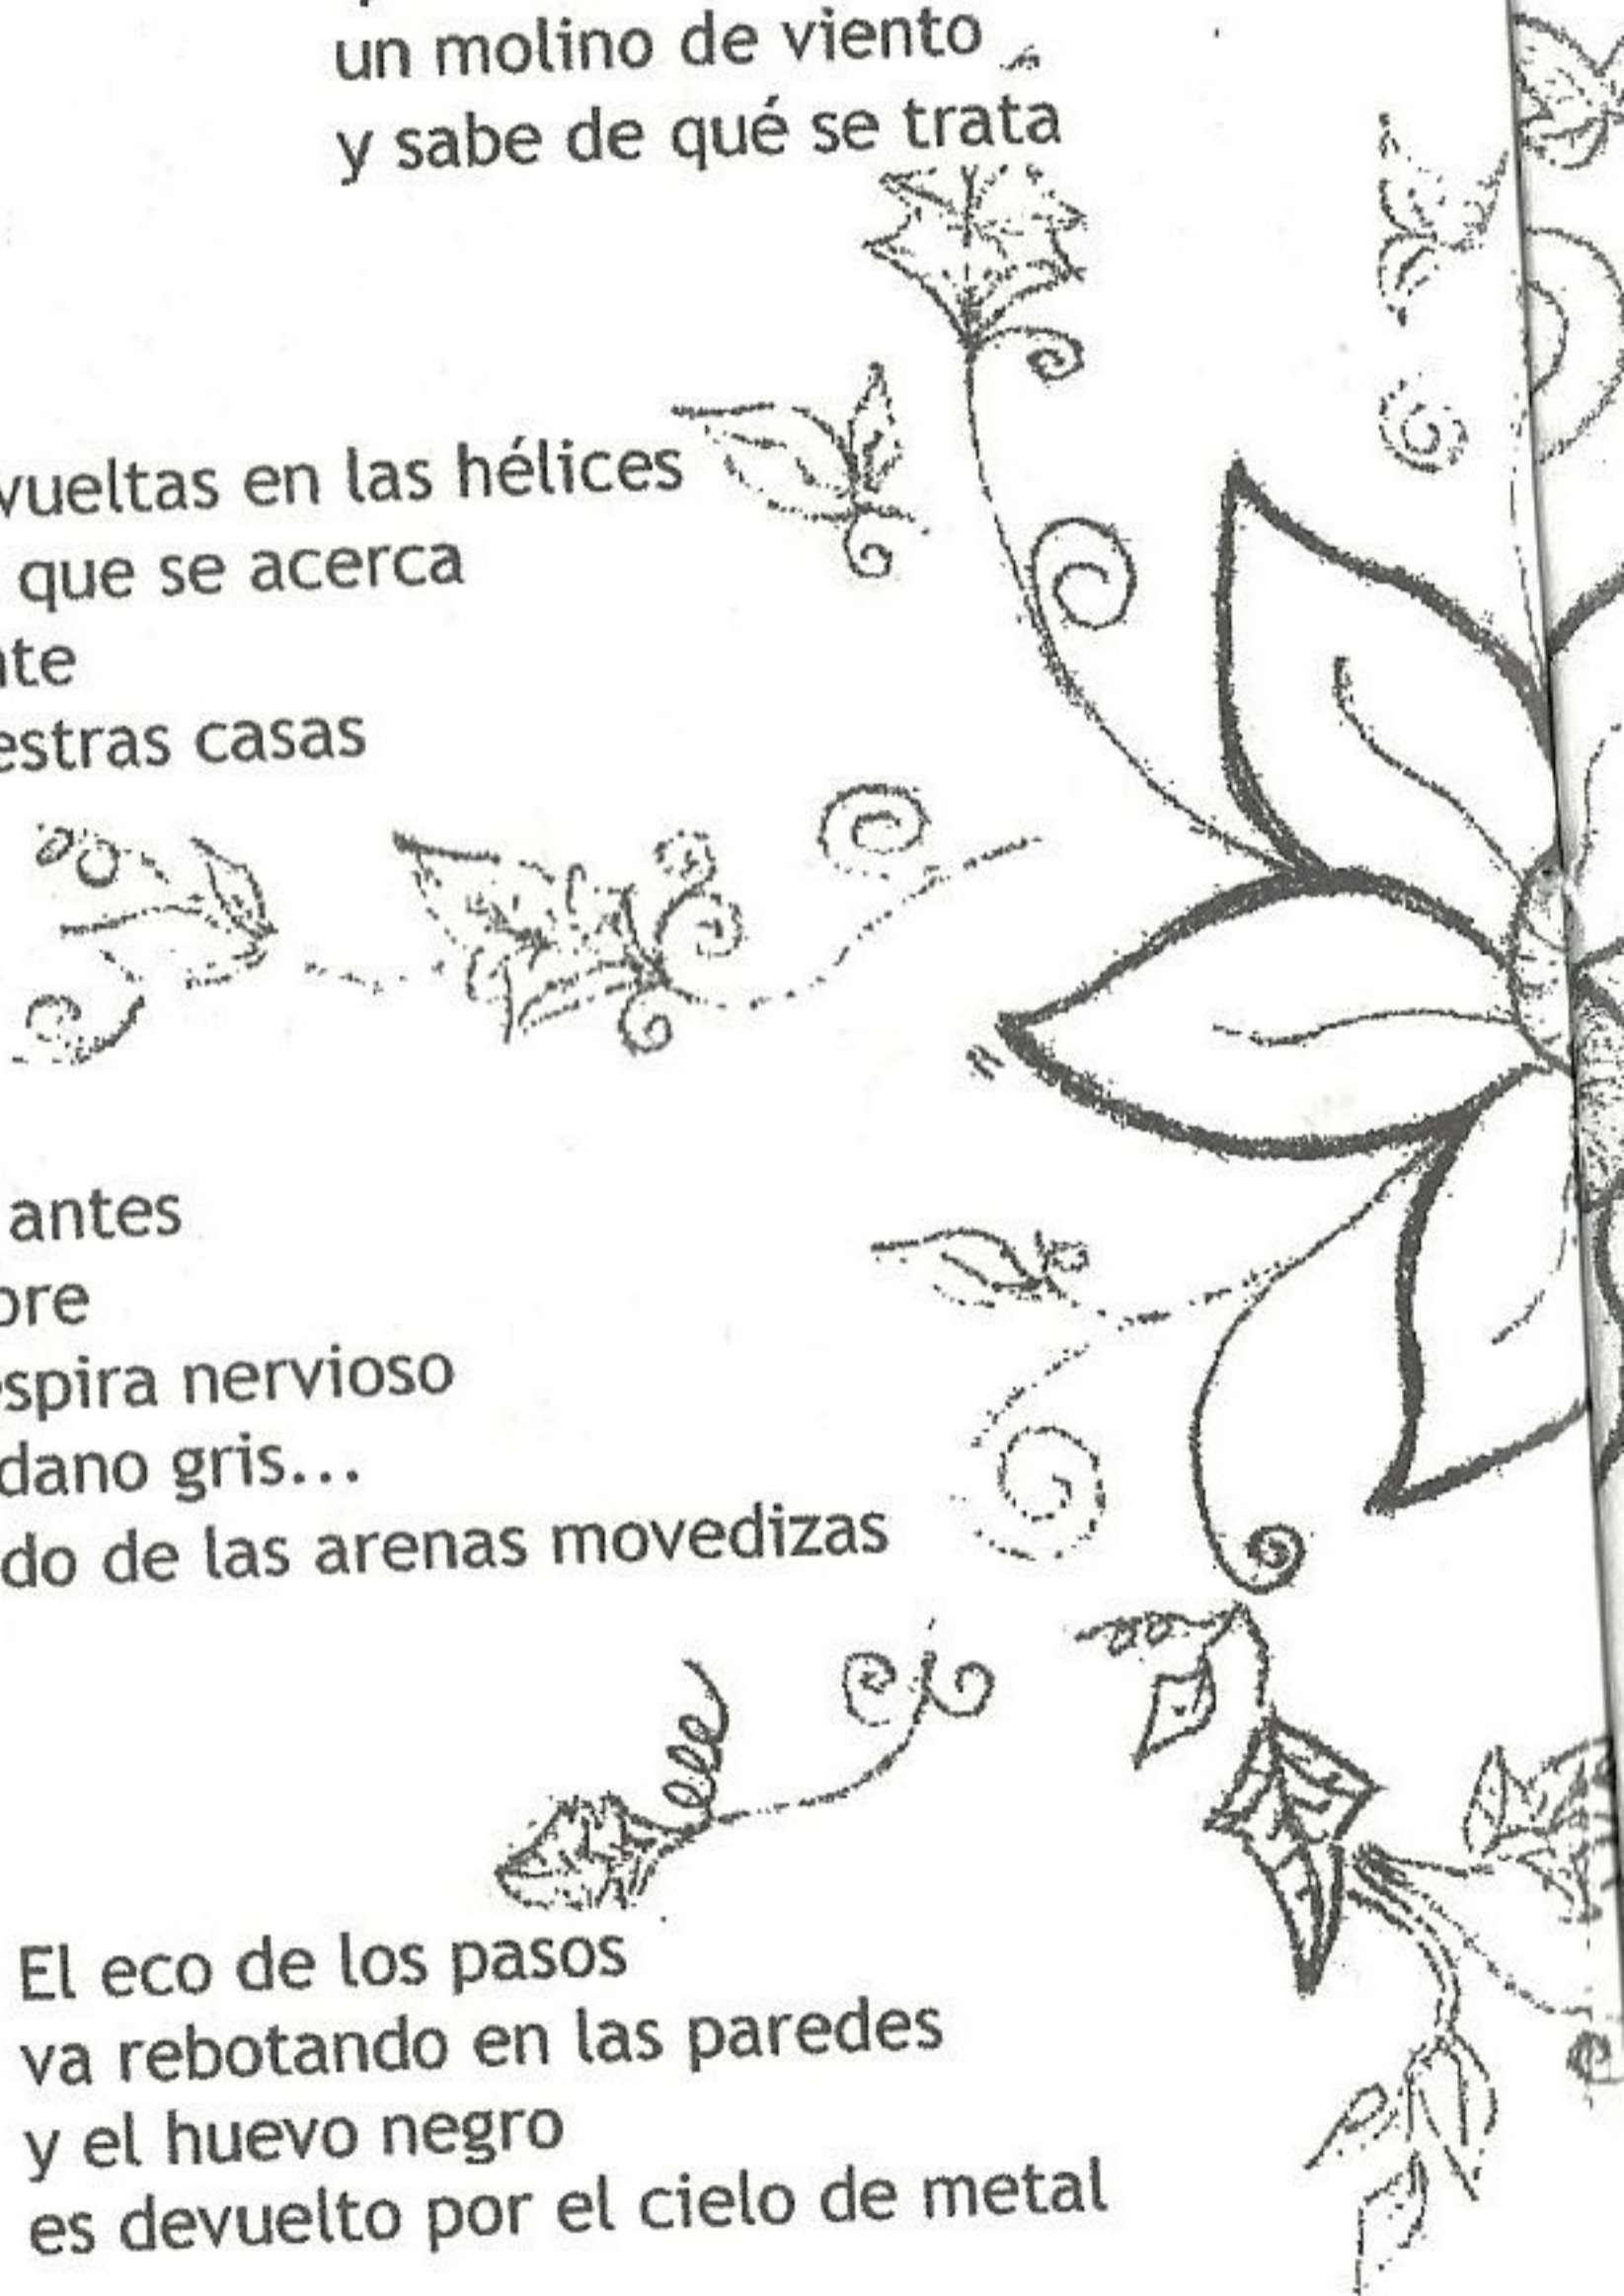 un molino de viento
y sabe de qué se trata
vueltas en las hélices
que se acerca
nte
estras casas
antes
bre
espira nervioso
dano gris...
do de las arenas movedizas
El eco de los pasos
va rebotando en las paredes
y el huevo negro
es devuelto por el cielo de metal